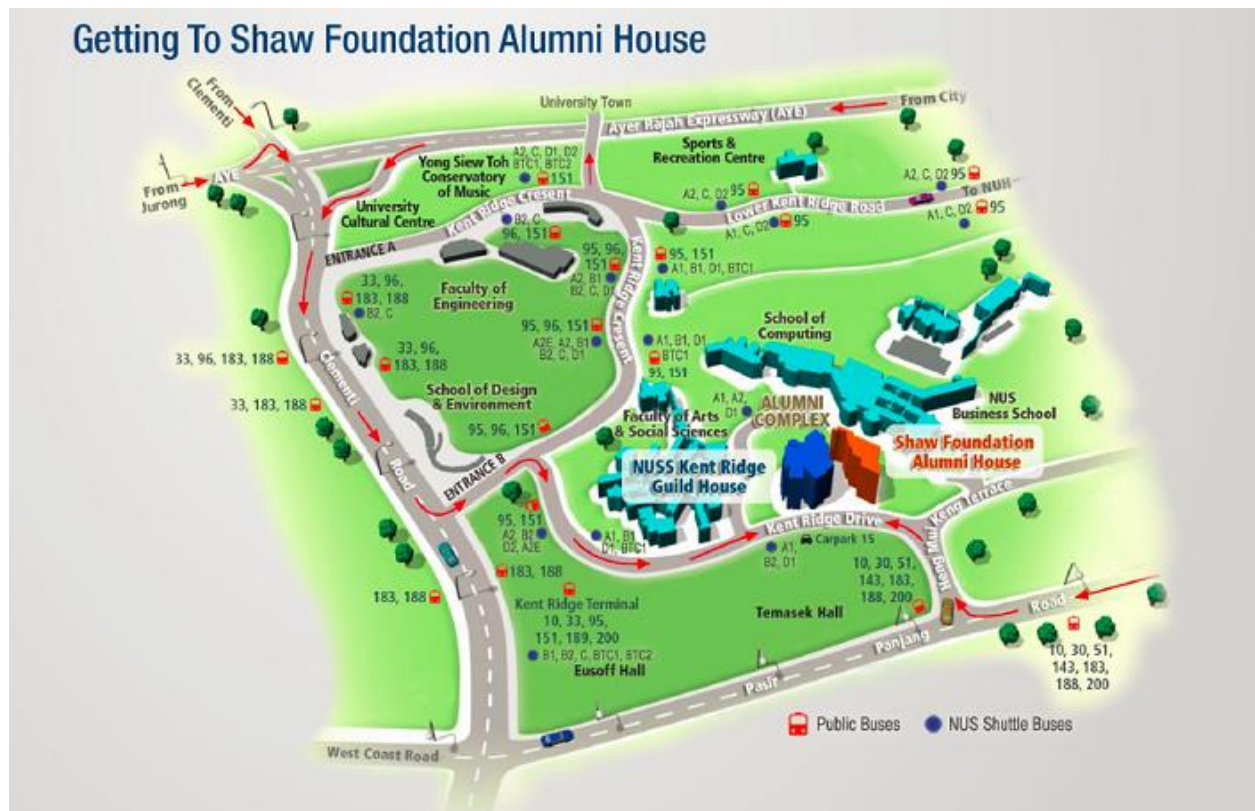 Getting To Shaw Foundation Alumni House
From
Clementi
University Town
Ayer Rajah Expressway (AYE)
From City
AYE
From
Jurong
Yong Siew Toh
Conservatory
of Music
A2, C, D1, D2
BTC1, BTC2
151
Sports &
Recreation Centre
A2, C, D2
95
A2, C, D2
95
To NUH
University
Cultural Centre
Kent Ridge Cresent
B2, C
96, 151
Lower Kent Ridge Road
A1, C, D2
95
A1, C, D2
95
ENTRANCE A
95, 96,
151
A2, B1
B2, C, D1
Kent Ridge Cresent
95, 151
A1, B1, D1, BTC1
Faculty of
Engineering
33, 96,
183, 188
B2, C
95, 96, 151
A2E, A2, B1
B2, C, D1
A1, B1, D1
BTC1
95, 151
School of
Computing
33, 96, 183, 188
33, 96,
183, 188
Clementi
Road
33, 183, 188
School of Design
& Environment
95, 96, 151
Faculty of Arts
& Social Sciences
A1, A2,
D1
ALUMNI
COMPLEX
NUS
Business School
NUSS Kent Ridge
Guild House
Shaw Foundation
Alumni House
ENTRANCE B
95, 151
A2, B2
D2, A2E
A1, B1
D1, BTC1
Kent Ridge Drive
Carpark 15
A1,
B2, D1
Heng Mui Keng Terrace
183, 188
183, 188
Kent Ridge Terminal
10, 33, 95,
151, 189, 200
B1, B2, C, BTC1, BTC2
Eusoff Hall
Temasek Hall
10, 30, 51,
143, 183,
188, 200
Pasir
Panjang
Road
10, 30, 51,
143, 183,
188, 200
West Coast Road
Public Buses
NUS Shuttle Buses